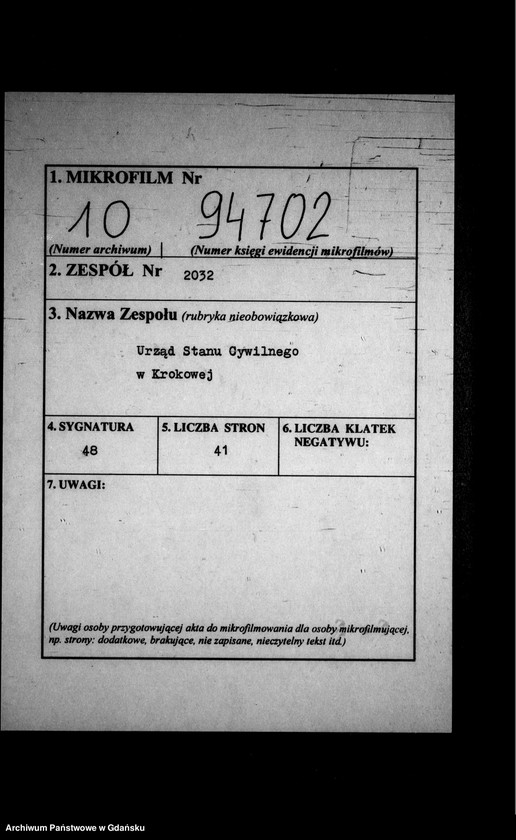 1. MIKROFILM Nr
10 94702
(Numer archiwum) (Numer księgi ewidencji mikrofilmów)
2. ZESPÓŁ Nr 2032
3. Nazwa Zespołu (rubryka nieobowiązkowa)
Urząd Stanu Cywilnego
w Krokowej
4. SYGNATURA 5. LICZBA STRON 6. LICZBA KLATEK
NEGATYWU:
48 41
7. UWAGI:
(Uwagi osoby przygotowującej akta do mikrofilmowania dla osoby mikrofilmującej,
np. strony: dodatkowe, brakujące, nie zapisane, nieczytelny tekst itd.)
Archiwum Państwowe w Gdańsku